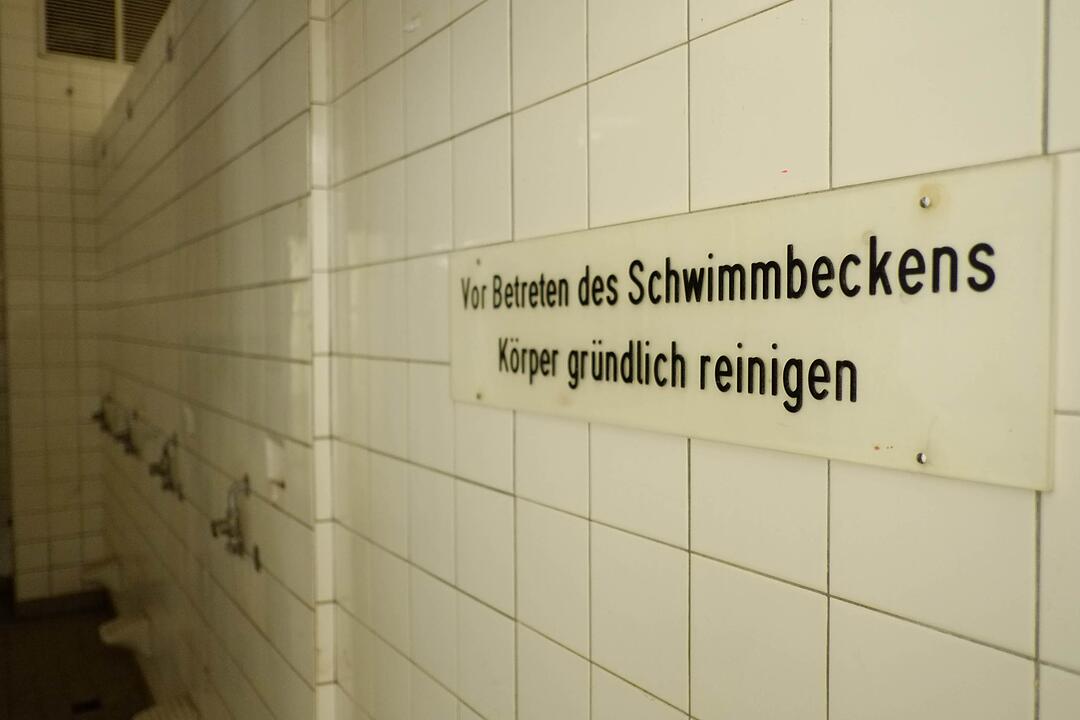 Vor Betreten des Schwimmbeckens
Körper gründlich reinigen